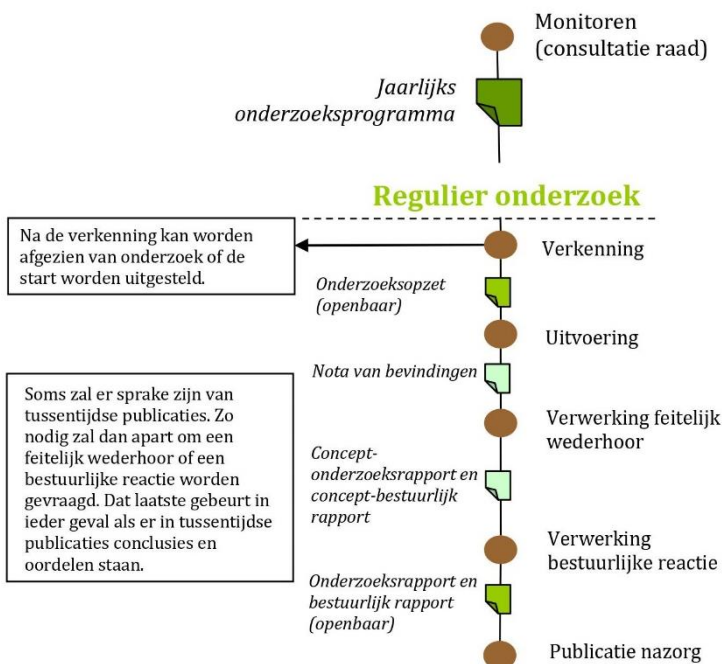 Monitoren
(consultatie raad)
Jaarlijks
onderzoeksprogramma
Regulier onderzoek
Na de verkenning kan worden
afgezien van onderzoek of de
start worden uitgesteld.
Verkenning
Onderzoeksopzet
(openbaar)
Uitvoering
Nota van bevindingen
Soms zal er sprake zijn van
tussentijdse publicaties. Zo
nodig zal dan apart om een
feitelijk wederhoor of een
bestuurlijke reactie worden
gevraagd. Dat laatste gebeurt in
ieder geval als er in tussentijdse
publicaties conclusies en
oordelen staan.
Verwerking feitelijk
wederhoor
Concept-
onderzoeksrapport en
concept-bestuurlijk
rapport
Verwerking
bestuurlijke reactie
Onderzoeksrapport en
bestuurlijk rapport
(openbaar)
Publicatie nazorg